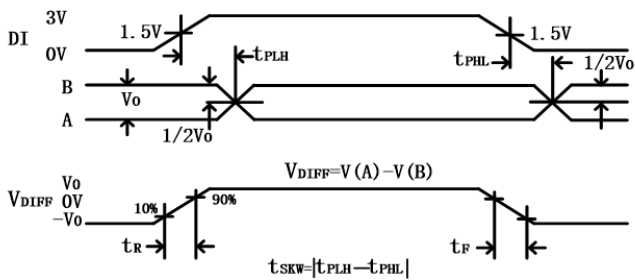 3V
DI 1.5V 1.5V
0V tPLH tPHL
B 1/2Vo
Vo
A 1/2Vo
Vo VDIFF=V(A)-V(B)
VDIFF 0V 10% 90%
-Vo
tR tF
tSKW=|tPLH-tPHL|